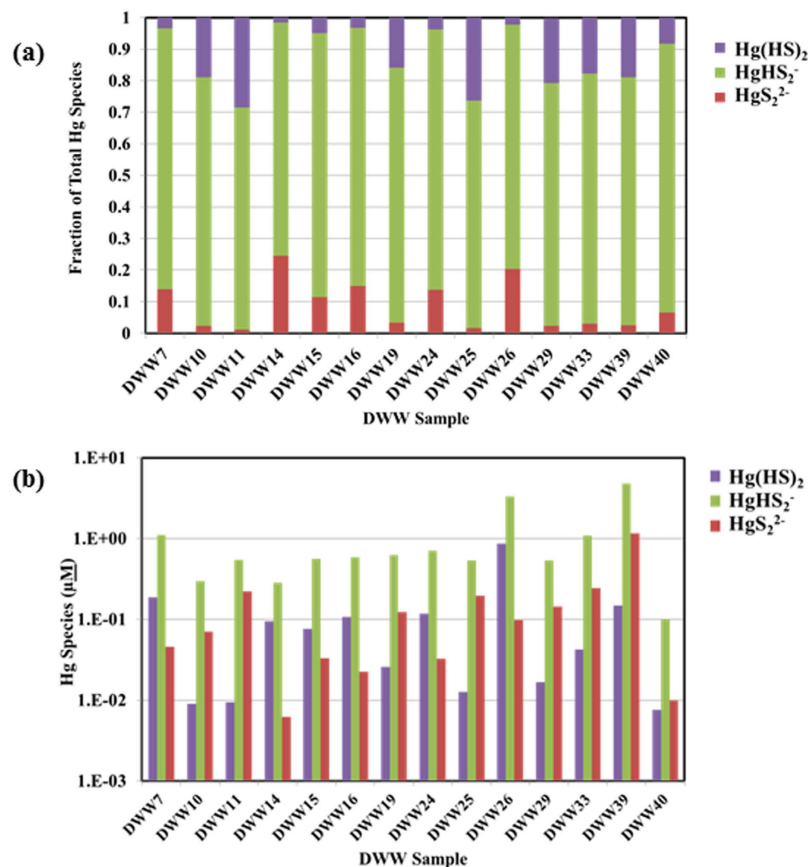 (a)
1
0.9
0.8
0.7
0.6
0.5
0.4
0.3
0.2
0.1
0
Fraction of Total Hg Species
DWW7
DWW10
DWW11
DWW14
DWW15
DWW16
DWW19
DWW24
DWW25
DWW26
DWW29
DWW33
DWW39
DWW40
DWW Sample
Hg(HS)₂
HgHS₂⁻
HgS₂²⁻
(b)
1.E+01
1.E+00
1.E-01
1.E-02
1.E-03
Hg Species (µM)
DWW7
DWW10
DWW11
DWW14
DWW15
DWW16
DWW19
DWW24
DWW25
DWW26
DWW29
DWW33
DWW39
DWW40
DWW Sample
Hg(HS)₂
HgHS₂⁻
HgS₂²⁻